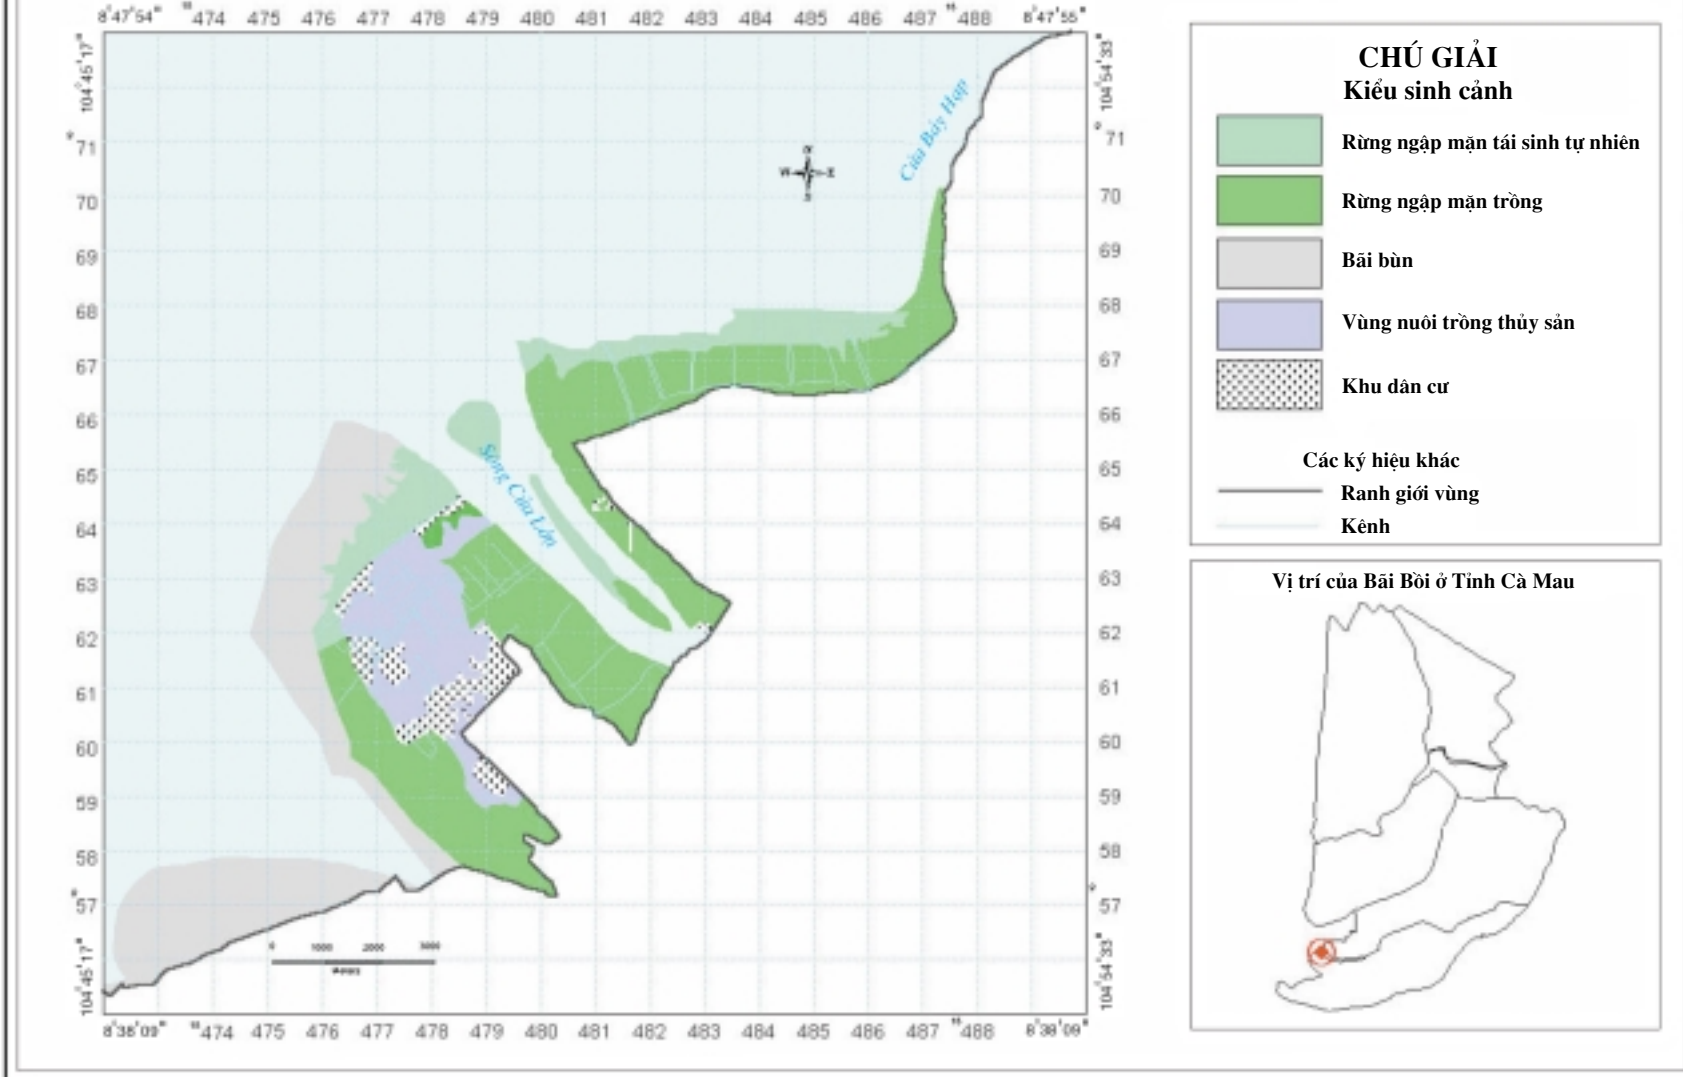 8°47'54" 474 475 476 477 478 479 480 481 482 483 484 485 486 487 488 8°47'55"
104°45'17"
104°54'33"
71 71
70 70
69 69
68 68
67 67
66 66
65 65
64 64
63 63
62 62
61 61
60 60
59 59
58 58
57 57
104°45'17"
104°54'33"
8°38'09" 474 475 476 477 478 479 480 481 482 483 484 485 486 487 488 8°38'09"
Cửa Bảy Hạp
Sông Cửa Lớn
0 1000 2000 3000
Meters
CHÚ GIẢI
Kiểu sinh cảnh
Rừng ngập mặn tái sinh tự nhiên
Rừng ngập mặn trồng
Bãi bùn
Vùng nuôi trồng thủy sản
Khu dân cư
Các ký hiệu khác
Ranh giới vùng
Kênh
Vị trí của Bãi Bồi ở Tỉnh Cà Mau